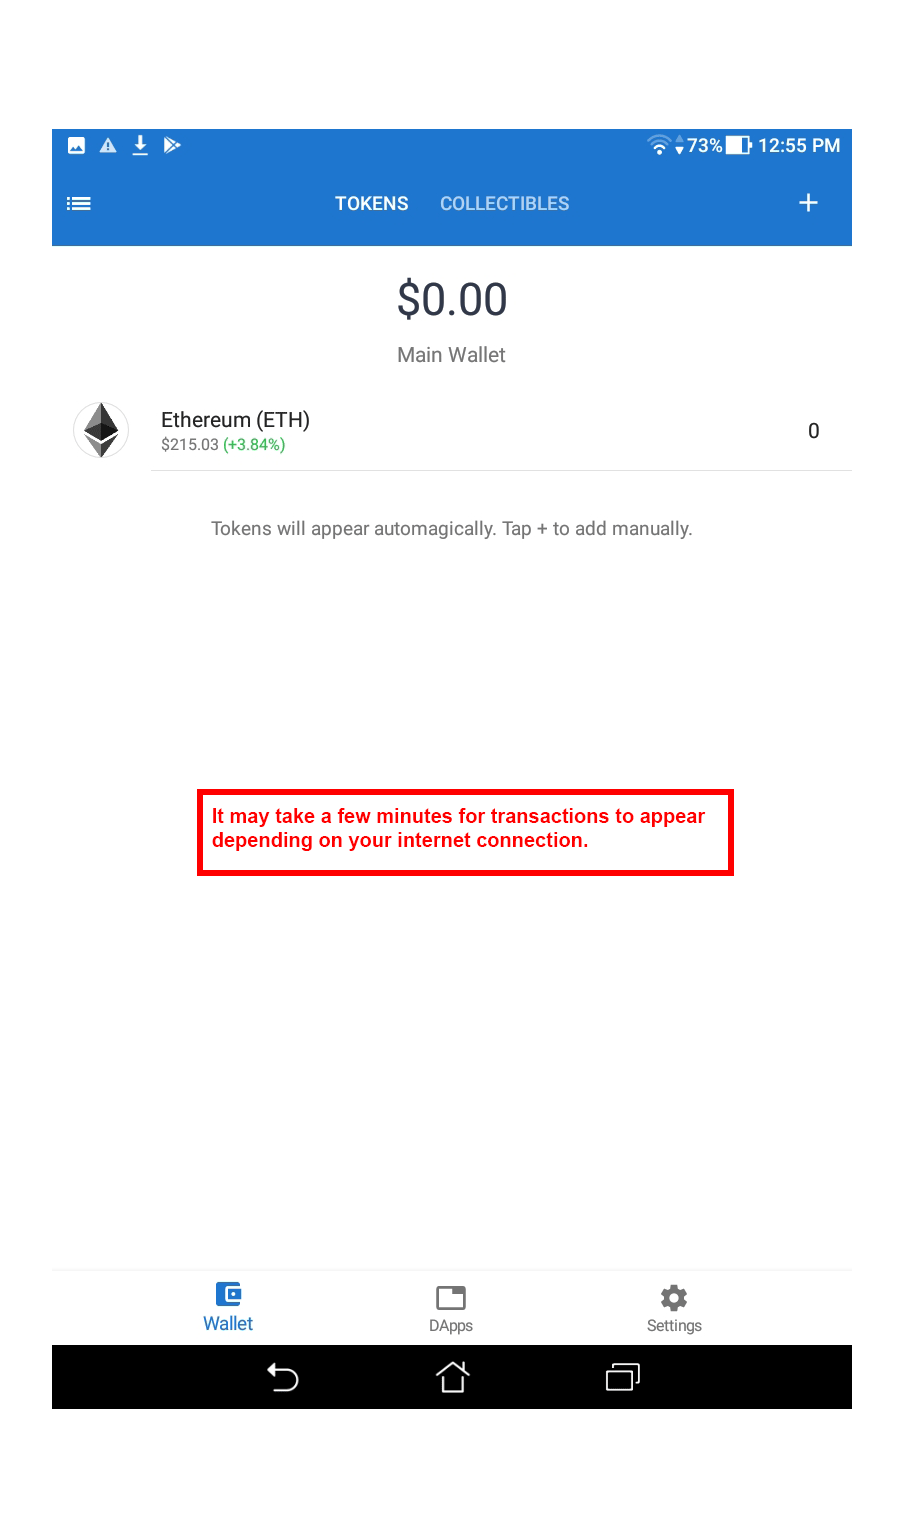 73% 12:55 PM
TOKENS COLLECTIBLES +
$0.00
Main Wallet
Ethereum (ETH)
0
$215.03 (+3.84%)
Tokens will appear automagically. Tap + to add manually.
It may take a few minutes for transactions to appear
depending on your internet connection.
Wallet DApps Settings